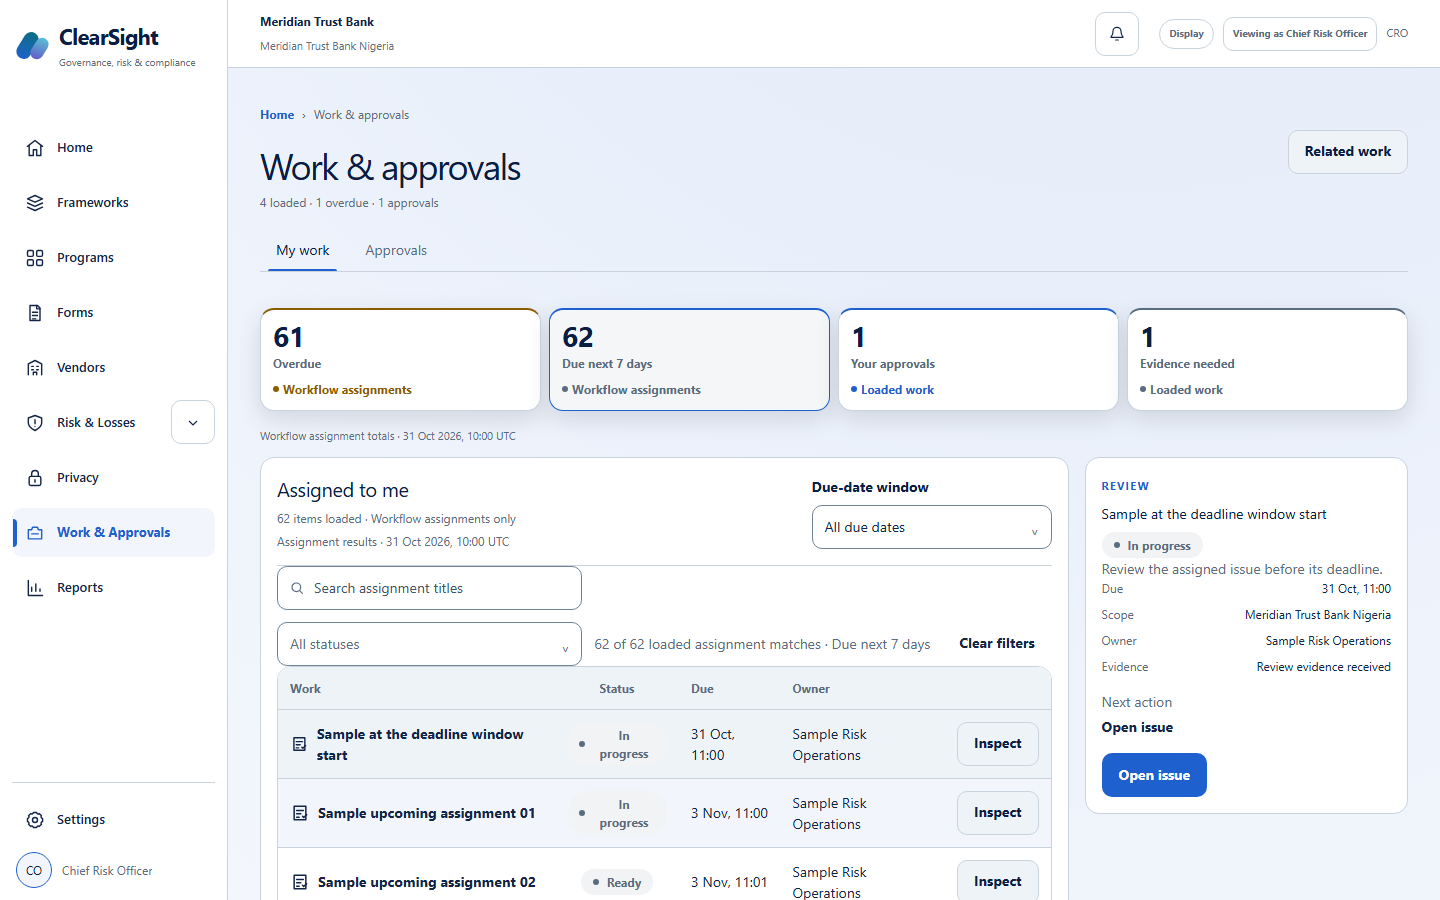 ClearSight
Governance, risk & compliance
Home
Frameworks
Programs
Forms
Vendors
Risk & Losses
Privacy
Work & Approvals
Reports
Settings
CO
Chief Risk Officer
Meridian Trust Bank
Meridian Trust Bank Nigeria
Display
Viewing as Chief Risk Officer
CRO
Home › Work & approvals
Work & approvals
4 loaded · 1 overdue · 1 approvals
Related work
My work
Approvals
61
Overdue
Workflow assignments
62
Due next 7 days
Workflow assignments
1
Your approvals
Loaded work
1
Evidence needed
Loaded work
Workflow assignment totals · 31 Oct 2026, 10:00 UTC
Assigned to me
62 items loaded · Workflow assignments only
Assignment results · 31 Oct 2026, 10:00 UTC
Due-date window
All due dates
Search assignment titles
All statuses
62 of 62 loaded assignment matches · Due next 7 days
Clear filters
Work Status Due Owner
Sample at the deadline window
start
In
progress
31 Oct,
11:00
Sample Risk
Operations
Inspect
Sample upcoming assignment 01
In
progress
3 Nov, 11:00
Sample Risk
Operations
Inspect
Sample upcoming assignment 02
Ready
3 Nov, 11:01
Sample Risk
Operations
Inspect
REVIEW
Sample at the deadline window start
In progress
Review the assigned issue before its deadline.
Due 31 Oct, 11:00
Scope Meridian Trust Bank Nigeria
Owner Sample Risk Operations
Evidence Review evidence received
Next action
Open issue
Open issue